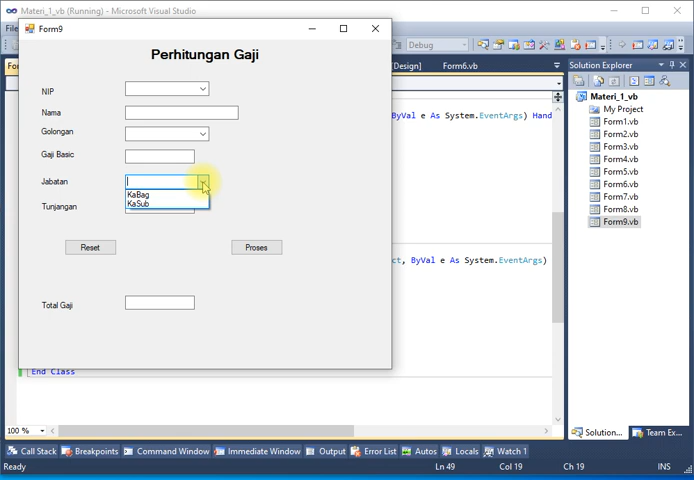 Materi_1_vb (Running) - Microsoft Visual Studio
Form9
Perhitungan Gaji
Debug
[Design]
Form6.vb
Solution Explorer
NIP
Nama
Golongan
Gaji Basic
Jabatan
KaBag
KaSub
Tunjangan
Reset
Proses
Total Gaji
ByVal e As System.EventArgs) Hand
ct, ByVal e As System.EventArgs)
End Class
Materi_1_vb
My Project
Form1.vb
Form2.vb
Form3.vb
Form4.vb
Form5.vb
Form6.vb
Form7.vb
Form8.vb
Form9.vb
100 %
Solution...
Team Ex...
Call Stack
Breakpoints
Command Window
Immediate Window
Output
Error List
Autos
Locals
Watch 1
Ready
Ln 49
Col 19
Ch 19
INS